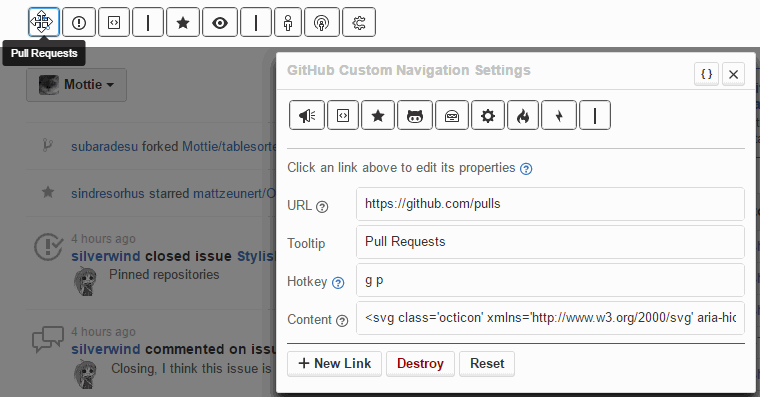 Pull Requests
Mottie
GitHub Custom Navigation Settings
{ }
subaradesu forked Mottie/tablesorte
sindresorhus starred mattzeunert/O
Click an link above to edit its properties
URL
https://github.com/pulls
Tooltip
Pull Requests
Hotkey
g p
Content
<svg class='octicon' xmlns='http://www.w3.org/2000/svg' aria-hid
4 hours ago
silverwind closed issue Stylis
Pinned repositories
4 hours ago
silverwind commented on issu
Closing, I think this issue is
+ New Link
Destroy
Reset